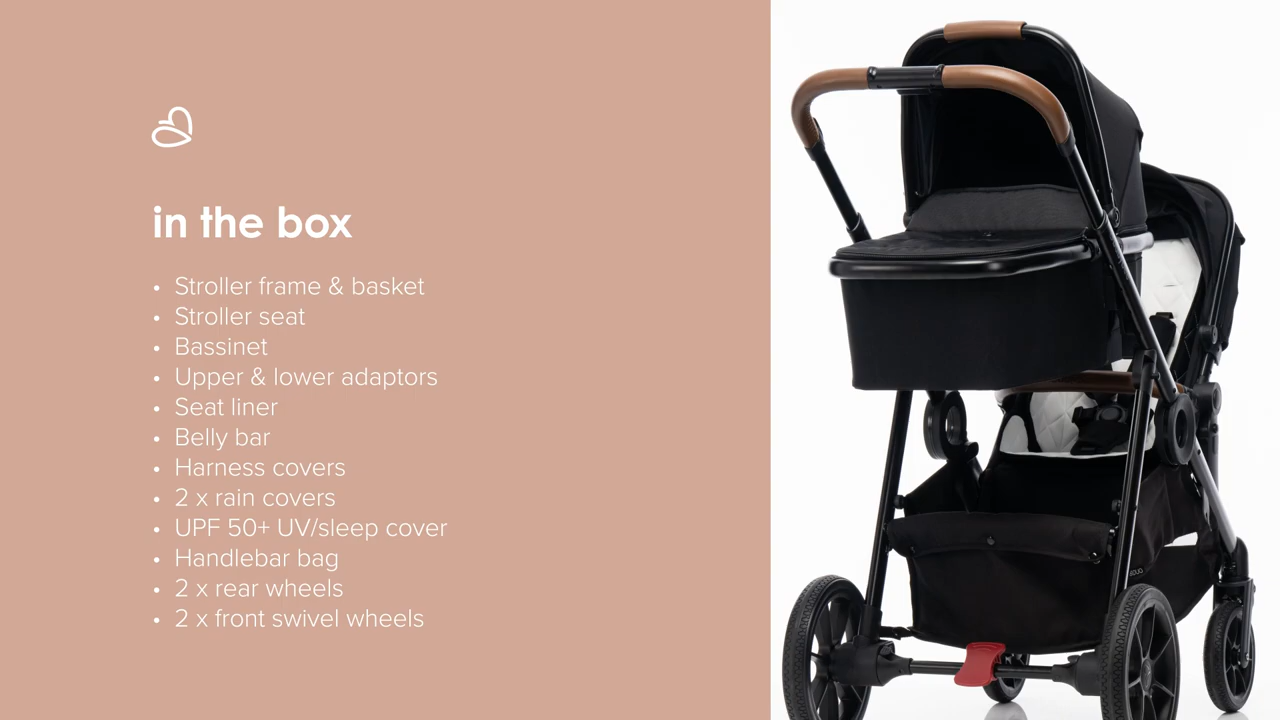 in the box
• Stroller frame & basket
• Stroller seat
• Bassinet
• Upper & lower adaptors
• Seat liner
• Belly bar
• Harness covers
• 2 x rain covers
• UPF 50+ UV/sleep cover
• Handlebar bag
• 2 x rear wheels
• 2 x front swivel wheels